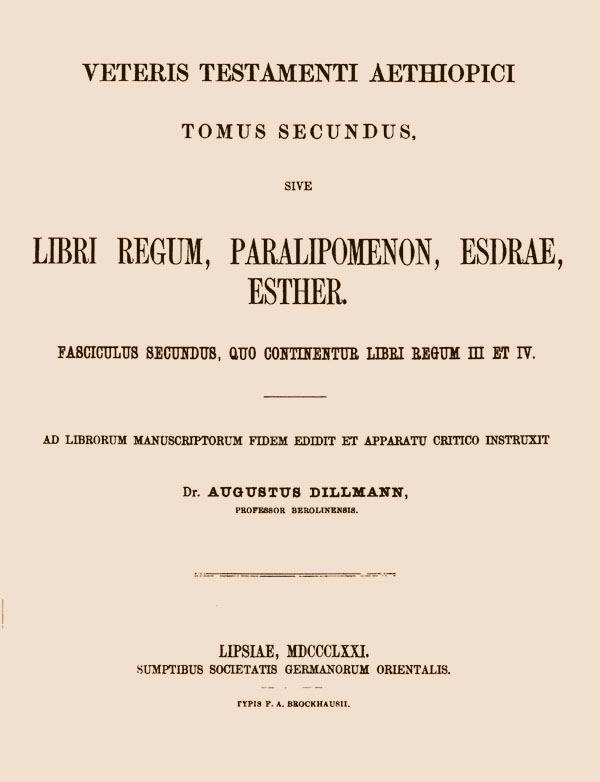 VETERIS TESTAMENTI AETHIOPICI
TOMUS SECUNDUS,
SIVE
LIBRI REGUM, PARALIPOMENON, ESDRAE,
ESTHER.
FASCICULUS SECUNDUS, QUO CONTINENTUR LIBRI REGUM III ET IV.
AD LIBRORUM MANUSCRIPTORUM FIDEM EDIDIT ET APPARATU CRITICO INSTRUXIT
Dr. AUGUSTUS DILLMANN,
PROFESSOR BEROLINENSIS.
LIPSIAE, MDCCCLXXI.
SUMPTIBUS SOCIETATIS GERMANORUM ORIENTALIS.
TYPIS F. A. BROCKHAUSII.